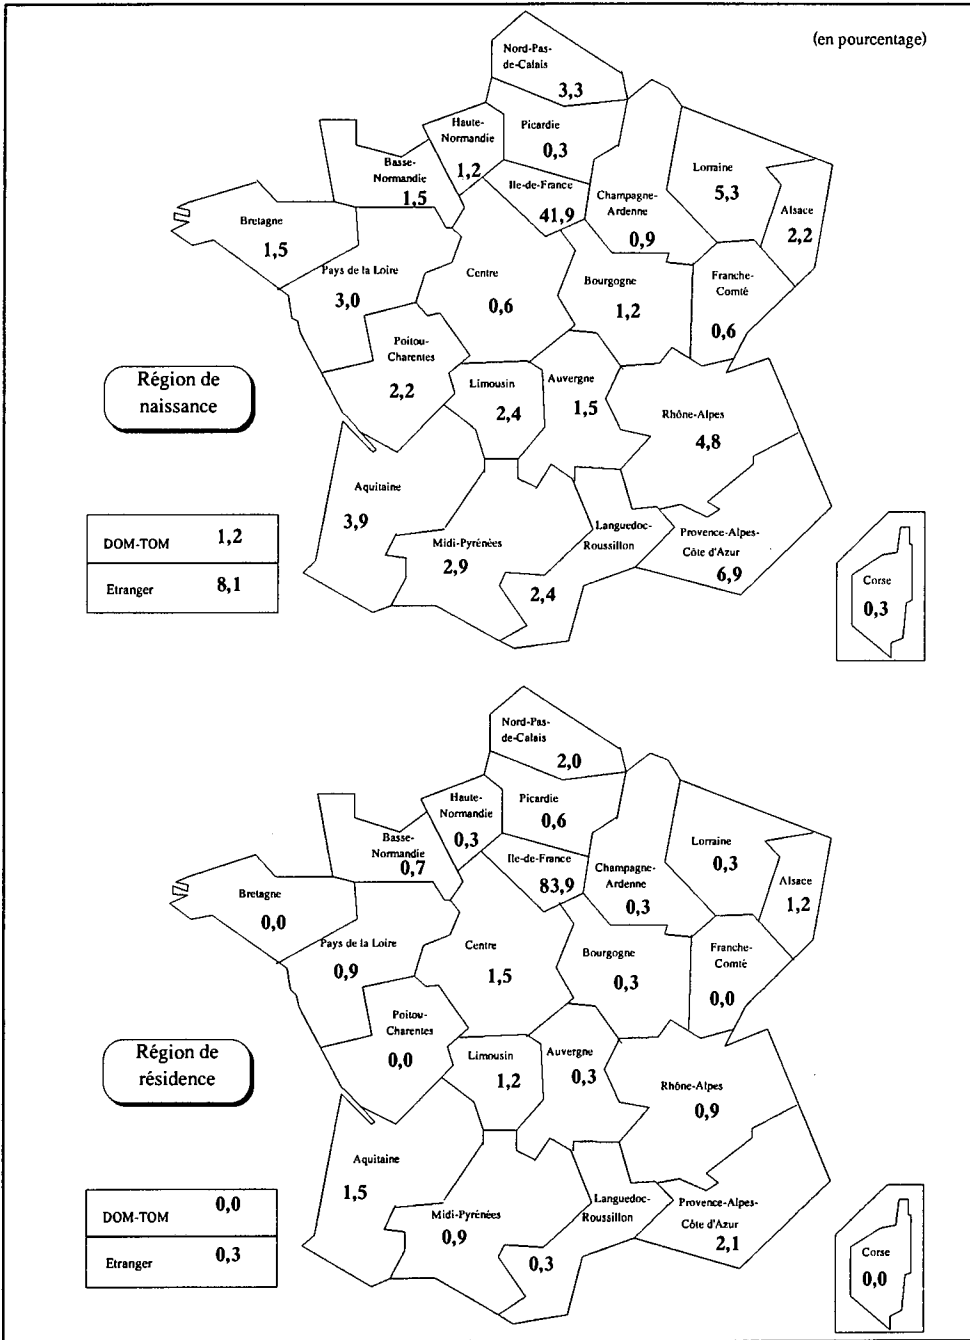 (en pourcentage)
Nord-Pas-
de-Calais
3,3
Haute-
Normandie
1,2
Picardie
0,3
Basse-
Normandie
1,5
Ile-de-France
41,9
Champagne-
Ardenne
0,9
Lorraine
5,3
Alsace
2,2
Bretagne
1,5
Pays de la Loire
3,0
Centre
0,6
Bourgogne
1,2
Franche-
Comté
0,6
Poitou-
Charentes
2,2
Région de
naissance
Limousin
2,4
Auvergne
1,5
Rhône-Alpes
4,8
Aquitaine
3,9
Midi-Pyrénées
2,9
Languedoc-
Roussillon
2,4
Provence-Alpes-
Côte d'Azur
6,9
DOM-TOM 1,2
Etranger 8,1
Corse
0,3
Nord-Pas-
de-Calais
2,0
Haute-
Normandie
0,3
Picardie
0,6
Basse-
Normandie
0,7
Ile-de-France
83,9
Champagne-
Ardenne
0,3
Lorraine
0,3
Alsace
1,2
Bretagne
0,0
Pays de la Loire
0,9
Centre
1,5
Bourgogne
0,3
Franche-
Comté
0,0
Poitou-
Charentes
0,0
Région de
résidence
Limousin
1,2
Auvergne
0,3
Rhône-Alpes
0,9
Aquitaine
1,5
Midi-Pyrénées
0,9
Languedoc-
Roussillon
0,3
Provence-Alpes-
Côte d'Azur
2,1
DOM-TOM 0,0
Etranger 0,3
Corse
0,0